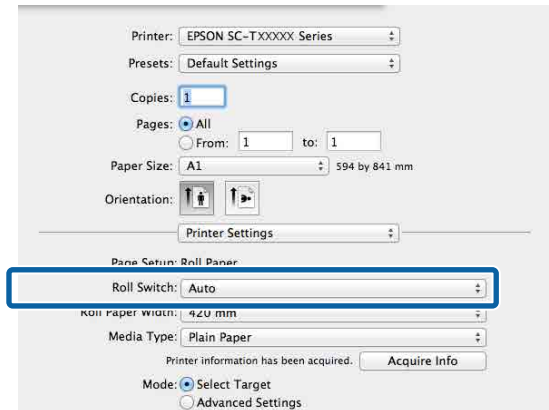 Printer: EPSON SC-TXXXXX Series
Presets: Default Settings
Copies: 1
Pages: All
From: 1 to: 1
Paper Size: A1 594 by 841 mm
Orientation:
Printer Settings
Page Setup: Roll Paper
Roll Switch: Auto
Roll Paper Width: 420 mm
Media Type: Plain Paper
Printer information has been acquired. Acquire Info
Mode: Select Target
Advanced Settings